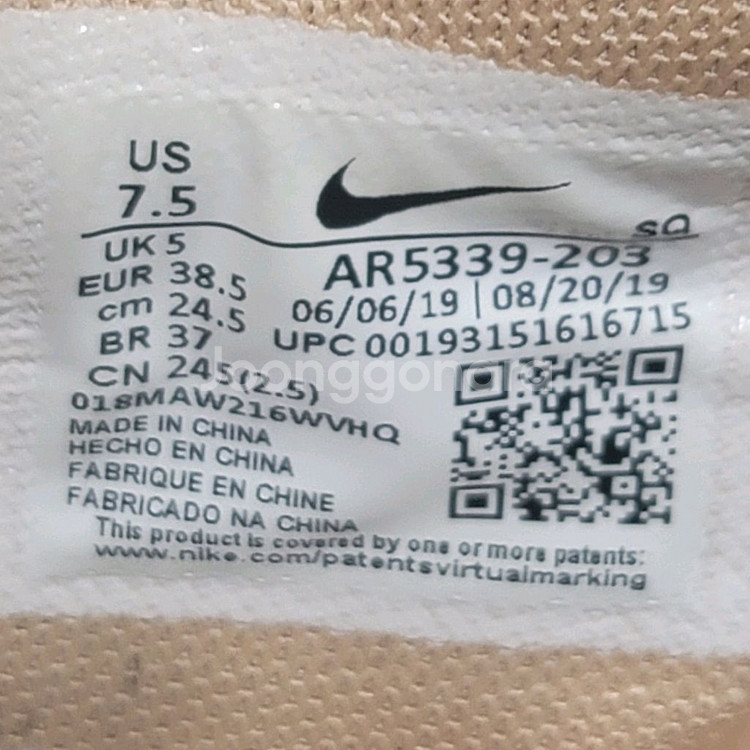 US
7.5
SQ
UK 5
EUR 38.5
cm 24.5
BR 37
CN 245(2.5)
AR5339-203
06/06/19 | 08/20/19
UPC 00193151616715
Joonggonara
018MAW216WVHQ
MADE IN CHINA
HECHO EN CHINA
FABRIQUE EN CHINE
FABRICADO NA CHINA
This product is covered by one or more patents:
www.nike.com/patentsvirtualmarking